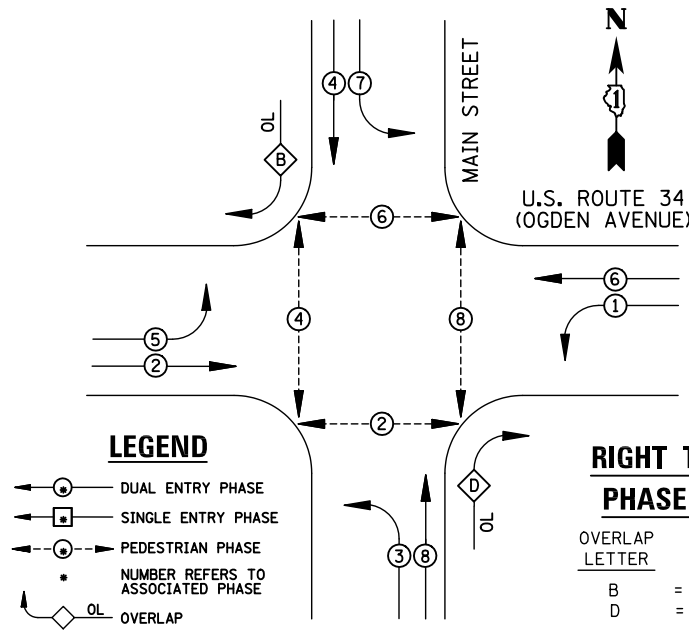 4
7
OL
B
MAIN STREET
N
1
U.S. ROUTE 34
(OGDEN AVENUE)
6
6
1
4
8
5
2
2
LEGEND
* DUAL ENTRY PHASE
* SINGLE ENTRY PHASE
* PEDESTRIAN PHASE
* NUMBER REFERS TO
ASSOCIATED PHASE
OL OVERLAP
3
8
D
OL
RIGHT T
PHASE
OVERLAP
LETTER
B =
D =